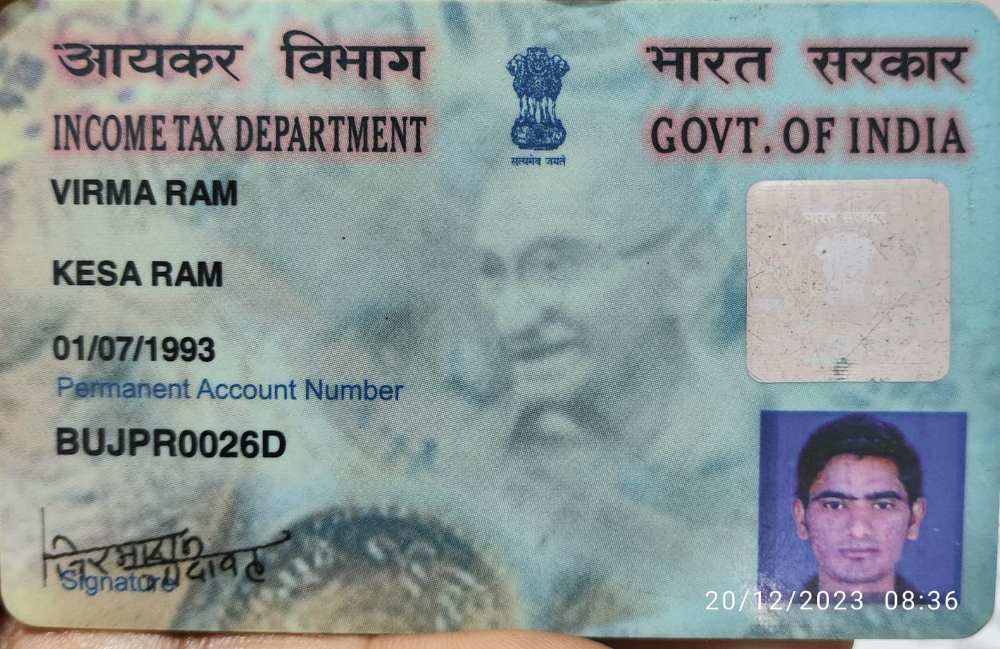 आयकर विभाग
भारत सरकार
INCOME TAX DEPARTMENT
GOVT. OF INDIA
सत्यमेव जयते
VIRMA RAM
भारत सरकार
KESA RAM
01/07/1993
Permanent Account Number
BUJPR0026D
Signature
20/12/2023 08:36